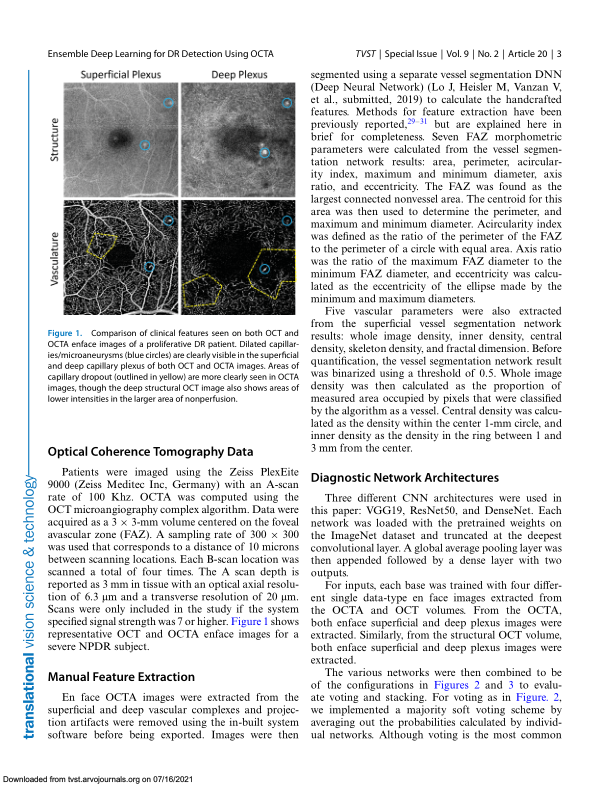 Ensemble Deep Learning for DR Detection Using OCTA
TVST | Special Issue | Vol. 9 | No. 2 | Article 20 | 3
Superficial Plexus
Deep Plexus
Structure
Vasculature
Figure 1. Comparison of clinical features seen on both OCT and
OCTA enface images of a proliferative DR patient. Dilated capillar-
ies/microaneurysms (blue circles) are clearly visible in the superficial
and deep capillary plexus of both OCT and OCTA images. Areas of
capillary dropout (outlined in yellow) are more clearly seen in OCTA
images, though the deep structural OCT image also shows areas of
lower intensities in the larger area of nonperfusion.
Optical Coherence Tomography Data
Patients were imaged using the Zeiss PlexEite
9000 (Zeiss Meditec Inc, Germany) with an A-scan
rate of 100 Khz. OCTA was computed using the
OCT microangiography complex algorithm. Data were
acquired as a 3 × 3-mm volume centered on the foveal
avascular zone (FAZ). A sampling rate of 300 × 300
was used that corresponds to a distance of 10 microns
between scanning locations. Each B-scan location was
scanned a total of four times. The A scan depth is
reported as 3 mm in tissue with an optical axial resolu-
tion of 6.3 μm and a transverse resolution of 20 μm.
Scans were only included in the study if the system
specified signal strength was 7 or higher. Figure 1 shows
representative OCT and OCTA enface images for a
severe NPDR subject.
Manual Feature Extraction
En face OCTA images were extracted from the
superficial and deep vascular complexes and projec-
tion artifacts were removed using the in-built system
software before being exported. Images were then
segmented using a separate vessel segmentation DNN
(Deep Neural Network) (Lo J, Heisler M, Vanzan V,
et al., submitted, 2019) to calculate the handcrafted
features. Methods for feature extraction have been
previously reported,29–31 but are explained here in
brief for completeness. Seven FAZ morphometric
parameters were calculated from the vessel segmen-
tation network results: area, perimeter, acircular-
ity index, maximum and minimum diameter, axis
ratio, and eccentricity. The FAZ was found as the
largest connected nonvessel area. The centroid for this
area was then used to determine the perimeter, and
maximum and minimum diameter. Acircularity index
was defined as the ratio of the perimeter of the FAZ
to the perimeter of a circle with equal area. Axis ratio
was the ratio of the maximum FAZ diameter to the
minimum FAZ diameter, and eccentricity was calcu-
lated as the eccentricity of the ellipse made by the
minimum and maximum diameters.
Five vascular parameters were also extracted
from the superficial vessel segmentation network
results: whole image density, inner density, central
density, skeleton density, and fractal dimension. Before
quantification, the vessel segmentation network result
was binarized using a threshold of 0.5. Whole image
density was then calculated as the proportion of
measured area occupied by pixels that were classified
by the algorithm as a vessel. Central density was calcu-
lated as the density within the center 1-mm circle, and
inner density as the density in the ring between 1 and
3 mm from the center.
Diagnostic Network Architectures
Three different CNN architectures were used in
this paper: VGG19, ResNet50, and DenseNet. Each
network was loaded with the pretrained weights on
the ImageNet dataset and truncated at the deepest
convolutional layer. A global average pooling layer was
then appended followed by a dense layer with two
outputs.
For inputs, each base was trained with four differ-
ent single data-type en face images extracted from
the OCTA and OCT volumes. From the OCTA,
both enface superficial and deep plexus images were
extracted. Similarly, from the structural OCT volume,
both enface superficial and deep plexus images were
extracted.
The various networks were then combined to be
of the configurations in Figures 2 and 3 to evalu-
ate voting and stacking. For voting as in Figure. 2,
we implemented a majority soft voting scheme by
averaging out the probabilities calculated by individ-
ual networks. Although voting is the most common
translational vision science & technology
Downloaded from tvst.arvojournals.org on 07/16/2021